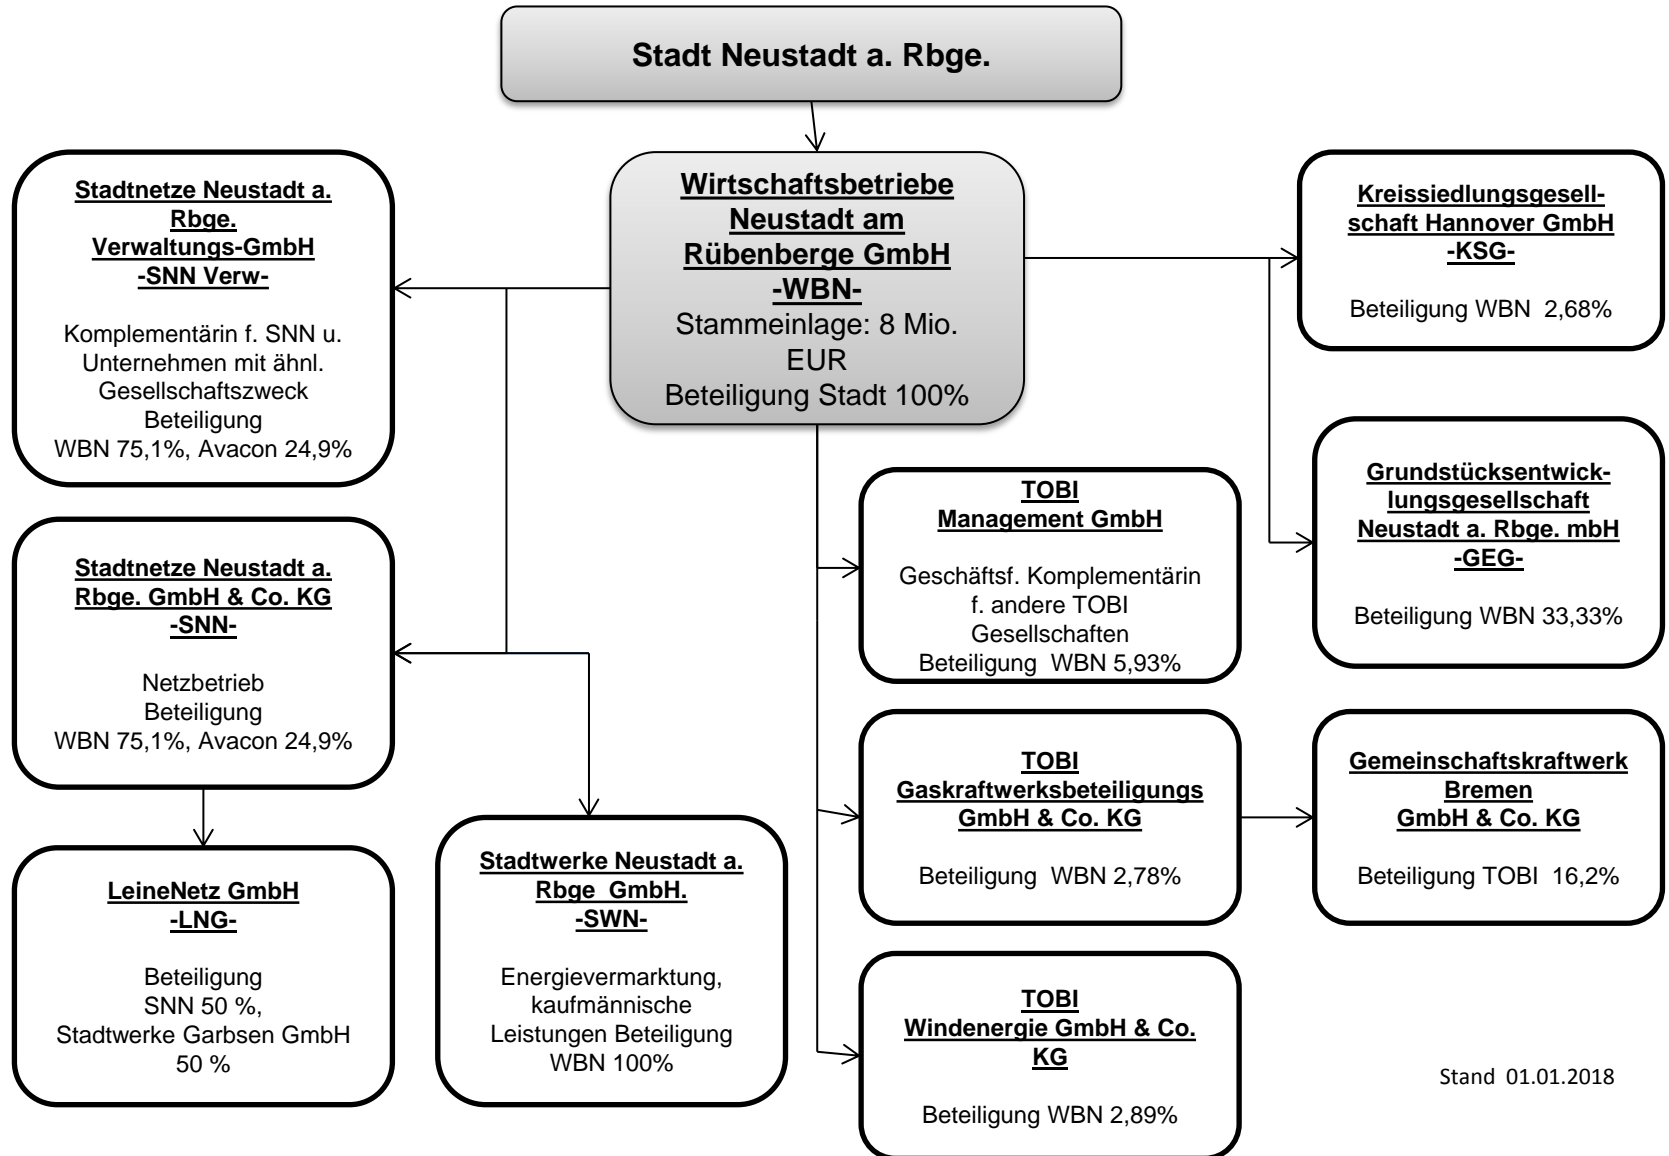 Stadt Neustadt a. Rbge.
Wirtschaftsbetriebe
Neustadt am
Rübenberge GmbH
-WBN-
Stammeinlage: 8 Mio.
EUR
Beteiligung Stadt 100%
Stadtnetze Neustadt a.
Rbge.
Verwaltungs-GmbH
-SNN Verw-
Komplementärin f. SNN u.
Unternehmen mit ähnl.
Gesellschaftszweck
Beteiligung
WBN 75,1%, Avacon 24,9%
Stadtnetze Neustadt a.
Rbge. GmbH & Co. KG
-SNN-
Netzbetrieb
Beteiligung
WBN 75,1%, Avacon 24,9%
LeineNetz GmbH
-LNG-
Beteiligung
SNN 50 %,
Stadtwerke Garbsen GmbH
50 %
Stadtwerke Neustadt a.
Rbge GmbH.
-SWN-
Energievermarktung,
kaufmännische
Leistungen Beteiligung
WBN 100%
TOBI
Management GmbH
Geschäftsf. Komplementärin
f. andere TOBI
Gesellschaften
Beteiligung WBN 5,93%
TOBI
Gaskraftwerksbeteiligungs
GmbH & Co. KG
Beteiligung WBN 2,78%
TOBI
Windenergie GmbH & Co.
KG
Beteiligung WBN 2,89%
Kreissiedlungsgesell-
schaft Hannover GmbH
-KSG-
Beteiligung WBN 2,68%
Grundstücksentwick-
lungsgesellschaft
Neustadt a. Rbge. mbH
-GEG-
Beteiligung WBN 33,33%
Gemeinschaftskraftwerk
Bremen
GmbH & Co. KG
Beteiligung TOBI 16,2%
Stand 01.01.2018